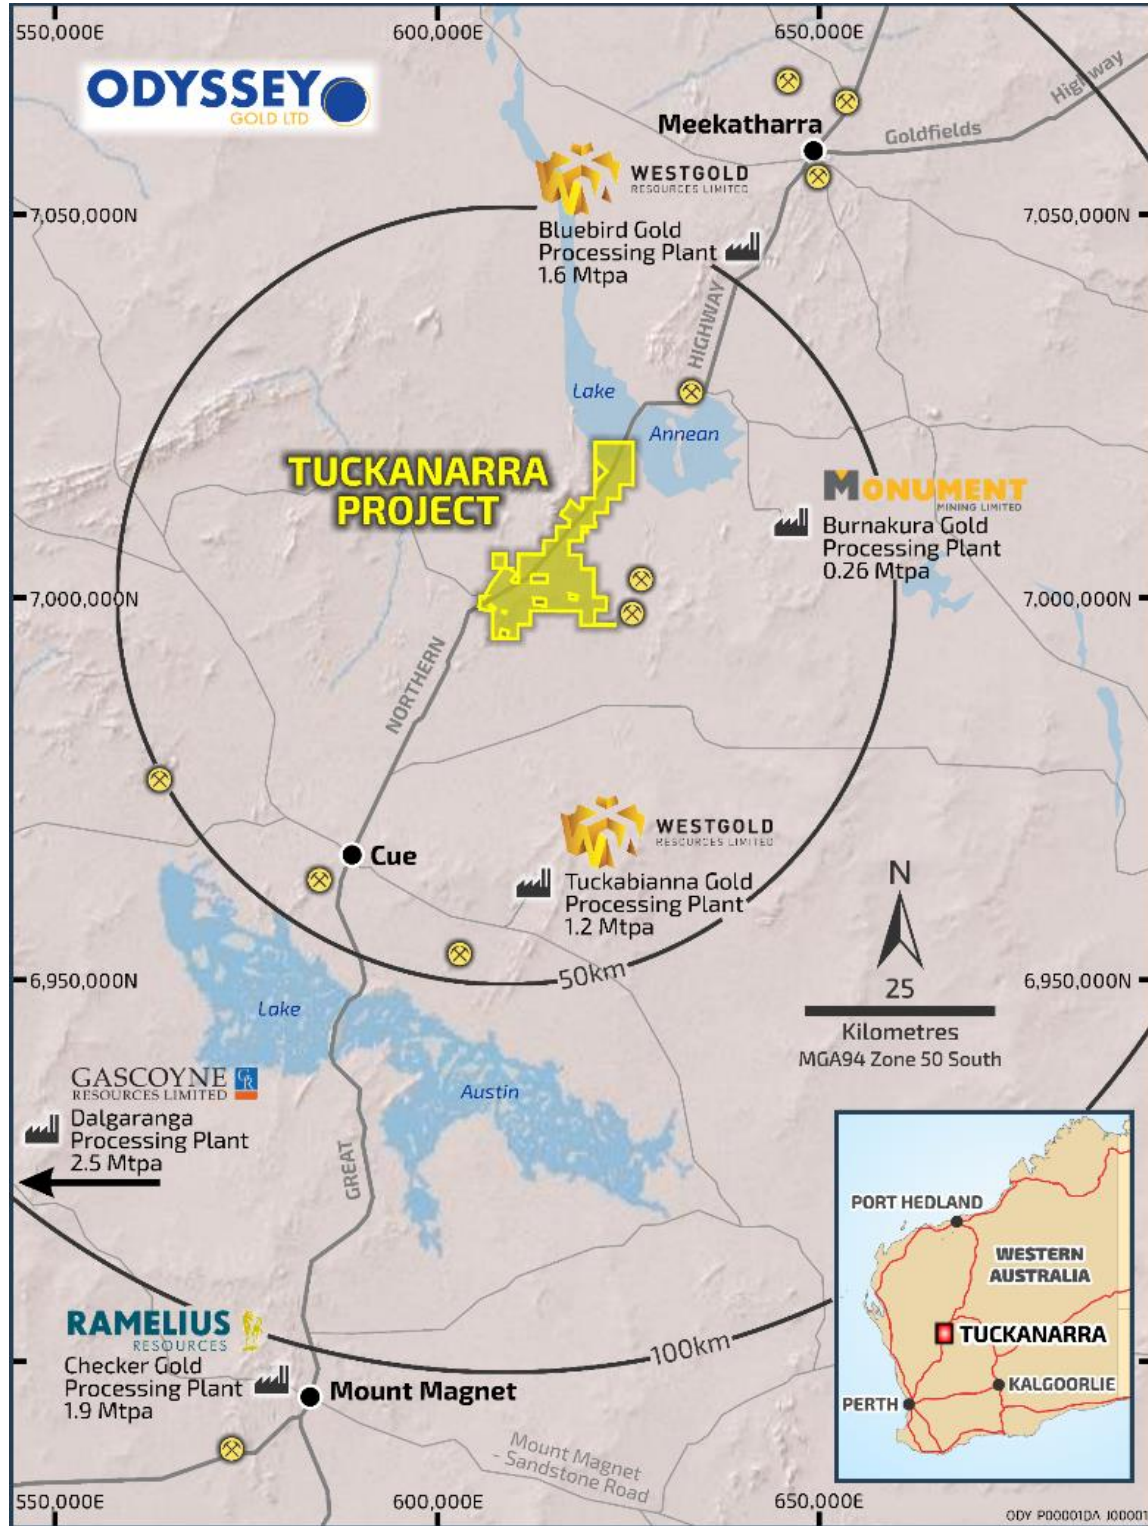 550,000E
600,000E
650,000E
ODYSSEY
GOLD LTD
Highway
Goldfields
Meekatharra
WESTGOLD
RESOURCES LIMITED
7,050,000N
7,050,000N
Bluebird Gold
Processing Plant
1.6 Mtpa
HIGHWAY
Lake
Annean
TUCKANARRA
PROJECT
MONUMENT
MINING LIMITED
Burnakura Gold
Processing Plant
0.26 Mtpa
7,000,000N
7,000,000N
NORTHERN
WESTGOLD
RESOURCES LIMITED
Cue
Tuckabianna Gold
Processing Plant
1.2 Mtpa
N
50km
6,950,000N
6,950,000N
25
Kilometres
MGA94 Zone 50 South
Lake
Austin
GASCOYNE GR
RESOURCES LIMITED
Dalgaranga
Processing Plant
2.5 Mtpa
GREAT
PORT HEDLAND
WESTERN
AUSTRALIA
TUCKANARRA
KALGOORLIE
PERTH
RAMELIUS
RESOURCES
100km
Checker Gold
Processing Plant
1.9 Mtpa
Mount Magnet
Mount Magnet
- Sandstone Road
550,000E
600,000E
650,000E